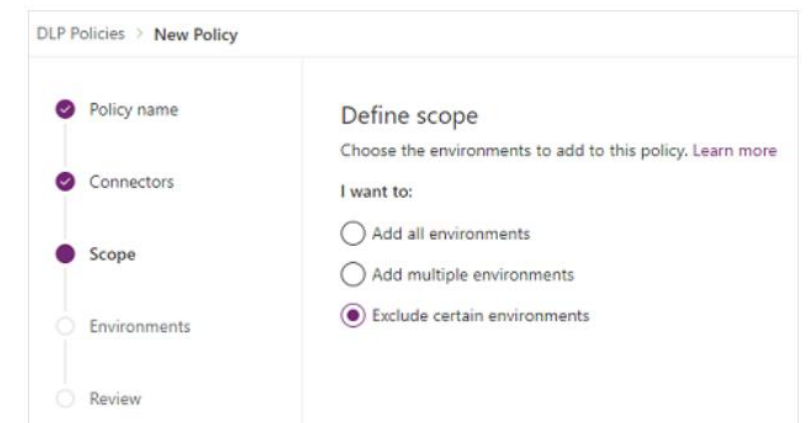 DLP Policies > New Policy
Policy name
Connectors
Scope
Environments
Review
Define scope
Choose the environments to add to this policy. Learn more
I want to:
Add all environments
Add multiple environments
Exclude certain environments